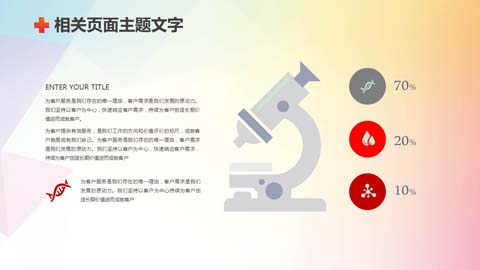 相关页面主题文字
ENTER YOUR TITLE
为客户服务是我们存在的唯一理由，客户需求是我们发展的原动力。
我们坚持以客户为中心，快速响应客户需求，持续为客户创造长期价
值进而成就客户。
为客户提供有效服务，是我们工作的方向和价值评价的标尺，成就客
户就是成就我们自己。为客户服务是我们存在的唯一理由，客户需求
是我们发展的原动力。我们坚持以客户为中心，快速响应客户需求，
持续为客户创造长期价值进而成就客户
为客户服务是我们存在的唯一理由，客户需求是我们
发展的原动力。我们坚持以客户为中心持续为客户创
造长期价值进而成就客户
70%
20%
10%